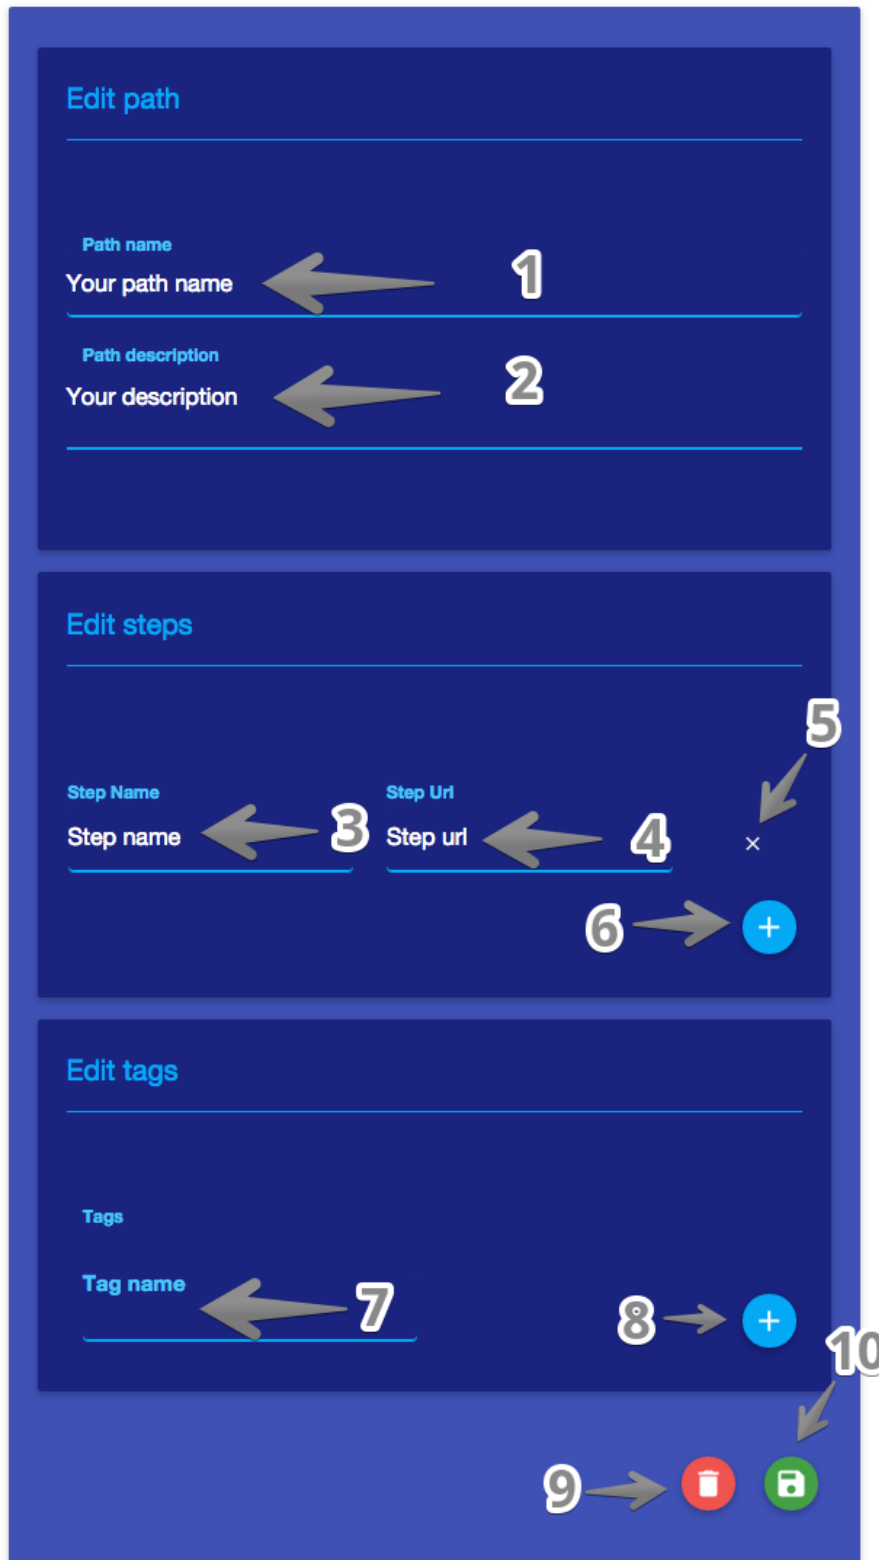 Edit path
Path name
Your path name 1
Path description
Your description 2
Edit steps
5
Step Name Step Url
Step name 3 Step url 4 ×
6 +
Edit tags
Tags
Tag name 7
8 +
10
9